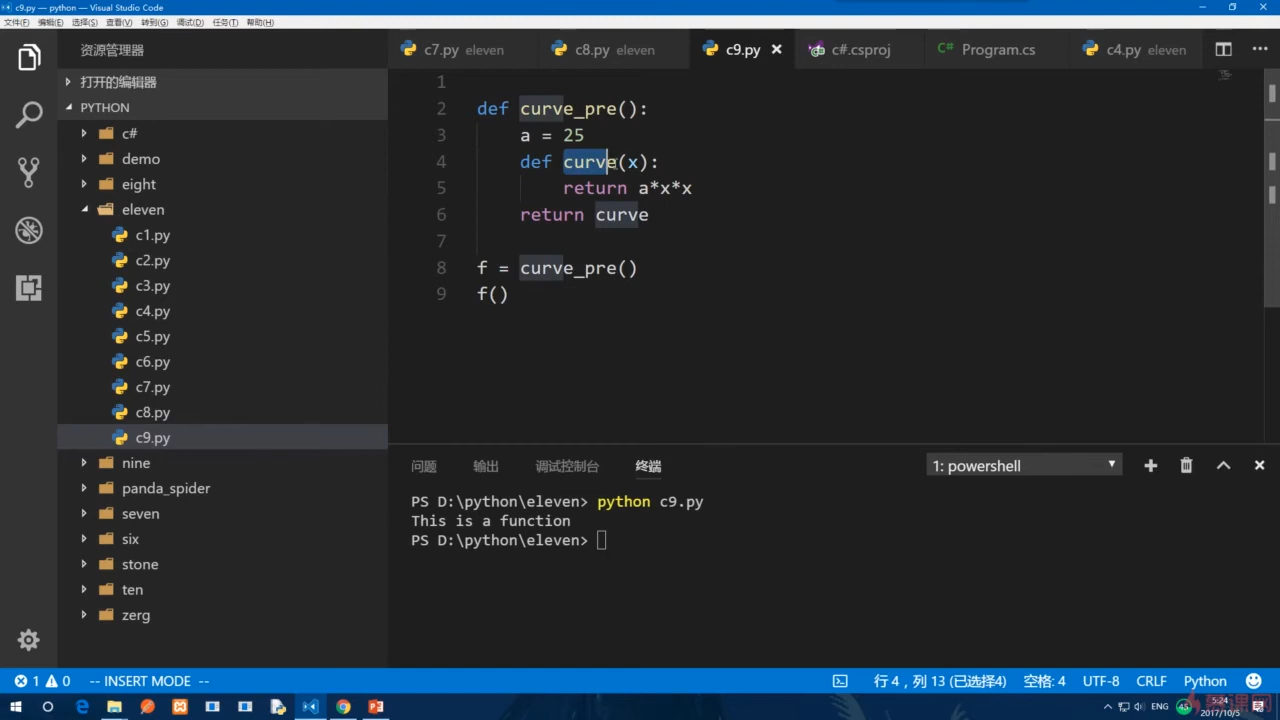 c9.py — python — Visual Studio Code
文件(F) 编辑(E) 选择(S) 查看(V) 转到(G) 调试(D) 任务(T) 帮助(H)
资源管理器
打开的编辑器
PYTHON
c#
demo
eight
eleven
c1.py
c2.py
c3.py
c4.py
c5.py
c6.py
c7.py
c8.py
c9.py
nine
panda_spider
seven
six
stone
ten
zerg
c7.py eleven
c8.py eleven
c9.py
c#.csproj
C# Program.cs
c4.py eleven
1
2 def curve_pre():
3 a = 25
4 def curve(x):
5 return a*x*x
6 return curve
7
8 f = curve_pre()
9 f()
问题 输出 调试控制台 终端
1: powershell
PS D:\python\eleven> python c9.py
This is a function
PS D:\python\eleven>
1 0 -- INSERT MODE --
行 4，列 13 (已选择4) 空格: 4 UTF-8 CRLF Python
ENG 45 5:24
2017/10/5
慕课网